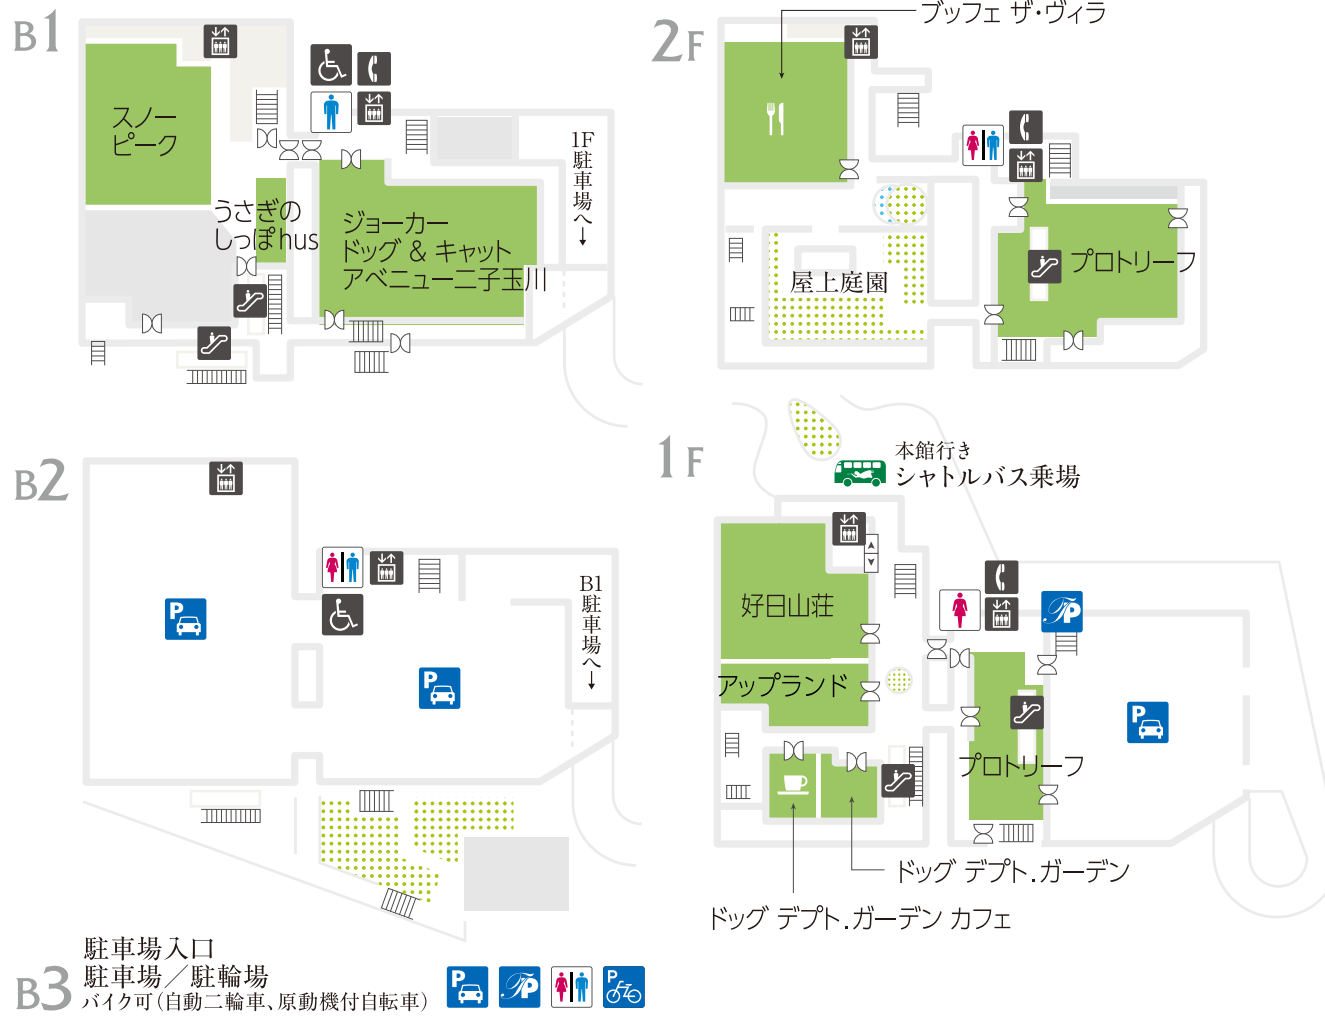 B1
スノー
ピーク
うさぎの
しっぽhus
ジョーカー
ドッグ & キャット
アベニュー二子玉川
1F駐車場へ
2F
ブッフェ ザ・ヴィラ
屋上庭園
プロトリーフ
B2
P
P
B1駐車場へ
1F
本館行き
シャトルバス乗場
好日山荘
アップランド
TP
P
プロトリーフ
ドッグ デプト.ガーデン
ドッグ デプト.ガーデン カフェ
B3
駐車場入口
駐車場／駐輪場
バイク可(自動二輪車、原動機付自転車)
P
TP
P